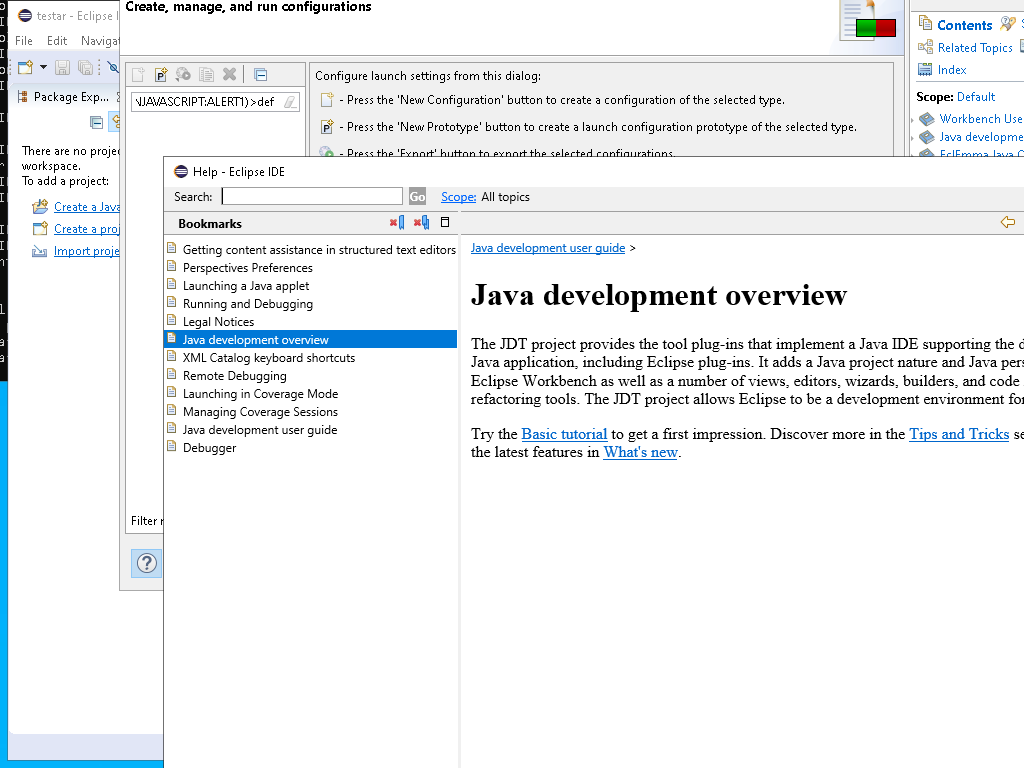 testar - Eclipse I
File Edit Navigat
Package Exp...
There are no projec
workspace.
To add a project:
Create a Java
Create a proj
Import proje
Create, manage, and run configurations
\JAVASCRIPT:ALERT1)>def
Filter r
Configure launch settings from this dialog:
- Press the 'New Configuration' button to create a configuration of the selected type.
- Press the 'New Prototype' button to create a launch configuration prototype of the selected type.
- Press the 'Export' button to export the selected configurations.
Contents
Related Topics
Index
Scope: Default
Workbench Use
Java developme
EclEmma Java C
Help - Eclipse IDE
Search: Go Scope: All topics
Bookmarks
Getting content assistance in structured text editors
Perspectives Preferences
Launching a Java applet
Running and Debugging
Legal Notices
Java development overview
XML Catalog keyboard shortcuts
Remote Debugging
Launching in Coverage Mode
Managing Coverage Sessions
Java development user guide
Debugger
Java development user guide >
Java development overview
The JDT project provides the tool plug-ins that implement a Java IDE supporting the d
Java application, including Eclipse plug-ins. It adds a Java project nature and Java pers
Eclipse Workbench as well as a number of views, editors, wizards, builders, and code
refactoring tools. The JDT project allows Eclipse to be a development environment for
Try the Basic tutorial to get a first impression. Discover more in the Tips and Tricks se
the latest features in What's new.